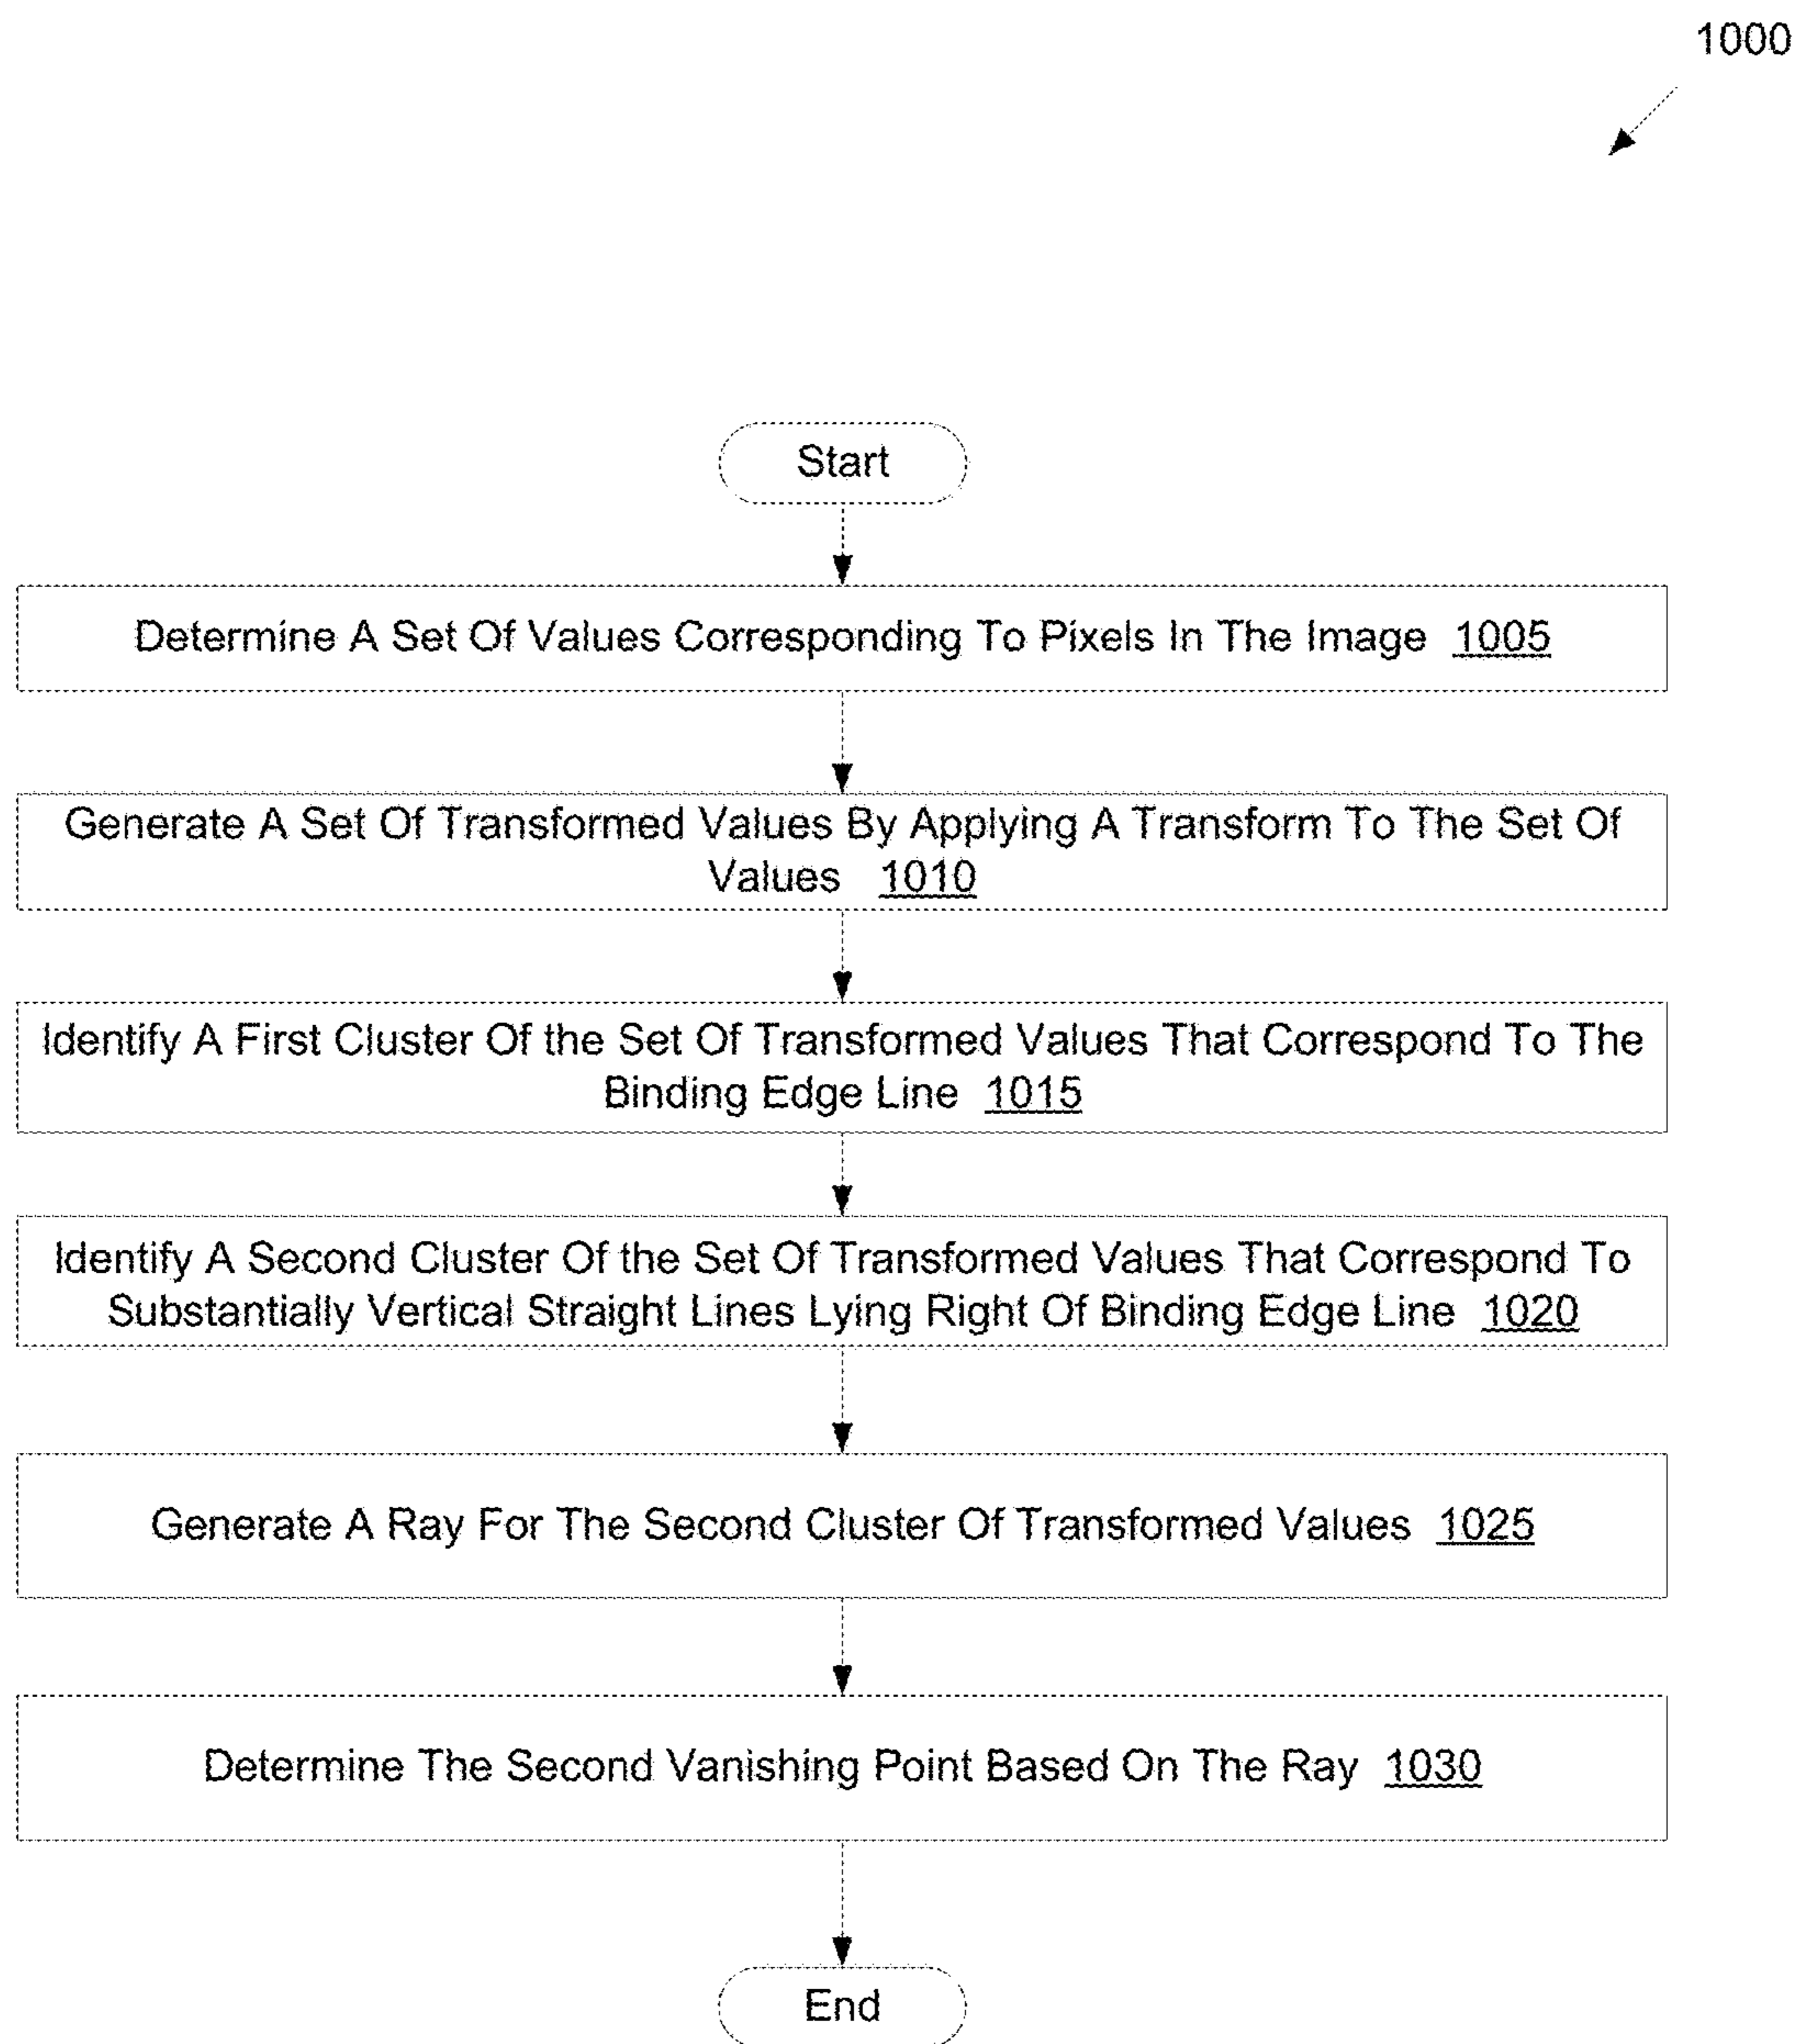 1000
Start
Determine A Set Of Values Corresponding To Pixels In The Image 1005
Generate A Set Of Transformed Values By Applying A Transform To The Set Of
Values 1010
Identify A First Cluster Of the Set Of Transformed Values That Correspond To The
Binding Edge Line 1015
Identify A Second Cluster Of the Set Of Transformed Values That Correspond To
Substantially Vertical Straight Lines Lying Right Of Binding Edge Line 1020
Generate A Ray For The Second Cluster Of Transformed Values 1025
Determine The Second Vanishing Point Based On The Ray 1030
End